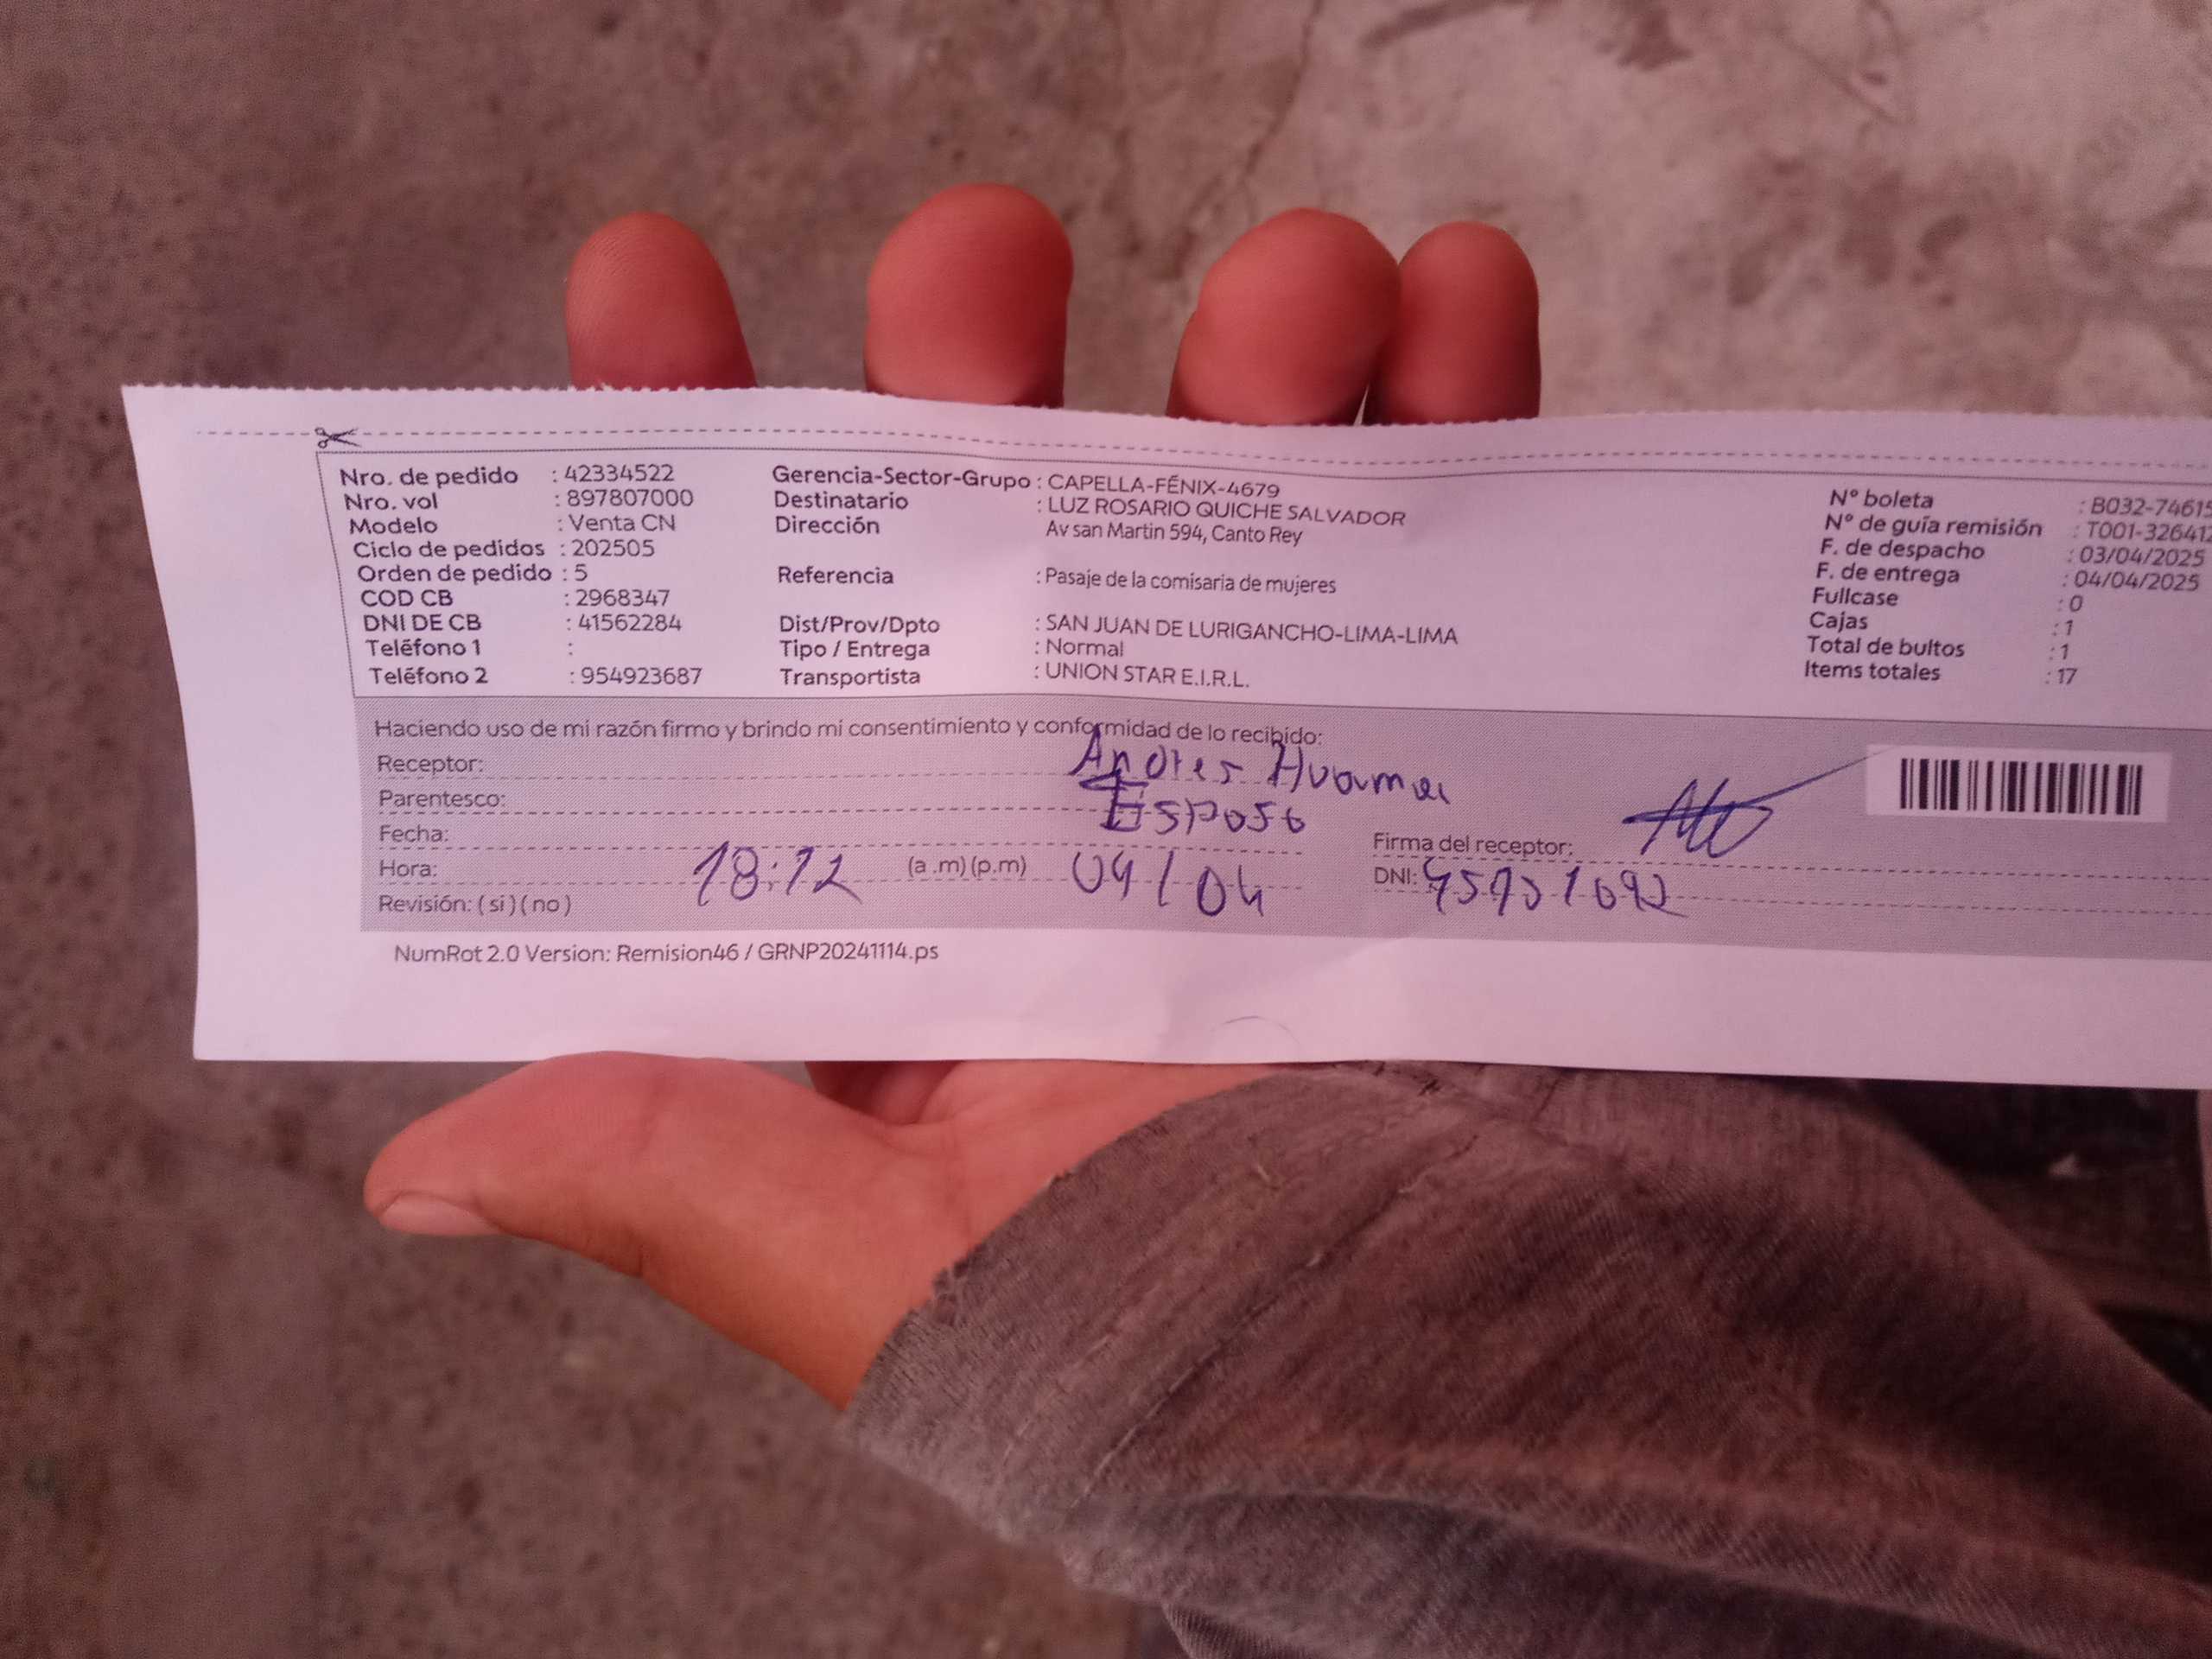 Nro. de pedido : 42334522
Nro. vol : 897807000
Modelo : Venta CN
Ciclo de pedidos : 202505
Orden de pedido : 5
COD CB : 2968347
DNI DE CB : 41562284
Teléfono 1 :
Teléfono 2 : 954923687
Gerencia-Sector-Grupo : CAPELLA-FÉNIX-4679
Destinatario : LUZ ROSARIO QUICHE SALVADOR
Dirección Av san Martin 594, Canto Rey
Referencia : Pasaje de la comisaria de mujeres
Dist/Prov/Dpto : SAN JUAN DE LURIGANCHO-LIMA-LIMA
Tipo / Entrega : Normal
Transportista : UNION STAR E.I.R.L.
N° boleta : B032-74615
N° de guía remisión : T001-326412
F. de despacho : 03/04/2025
F. de entrega : 04/04/2025
Fullcase : 0
Cajas : 1
Total de bultos : 1
Items totales : 17
Haciendo uso de mi razón firmo y brindo mi consentimiento y conformidad de lo recibido:
Receptor: Andres
Parentesco: Esposo
Fecha:
Hora: 18:12 (a .m) (p.m) 04/04
Revisión: ( si ) ( no )
Firma del receptor:
DNI:
NumRot 2.0 Version: Remision46 / GRNP20241114.ps